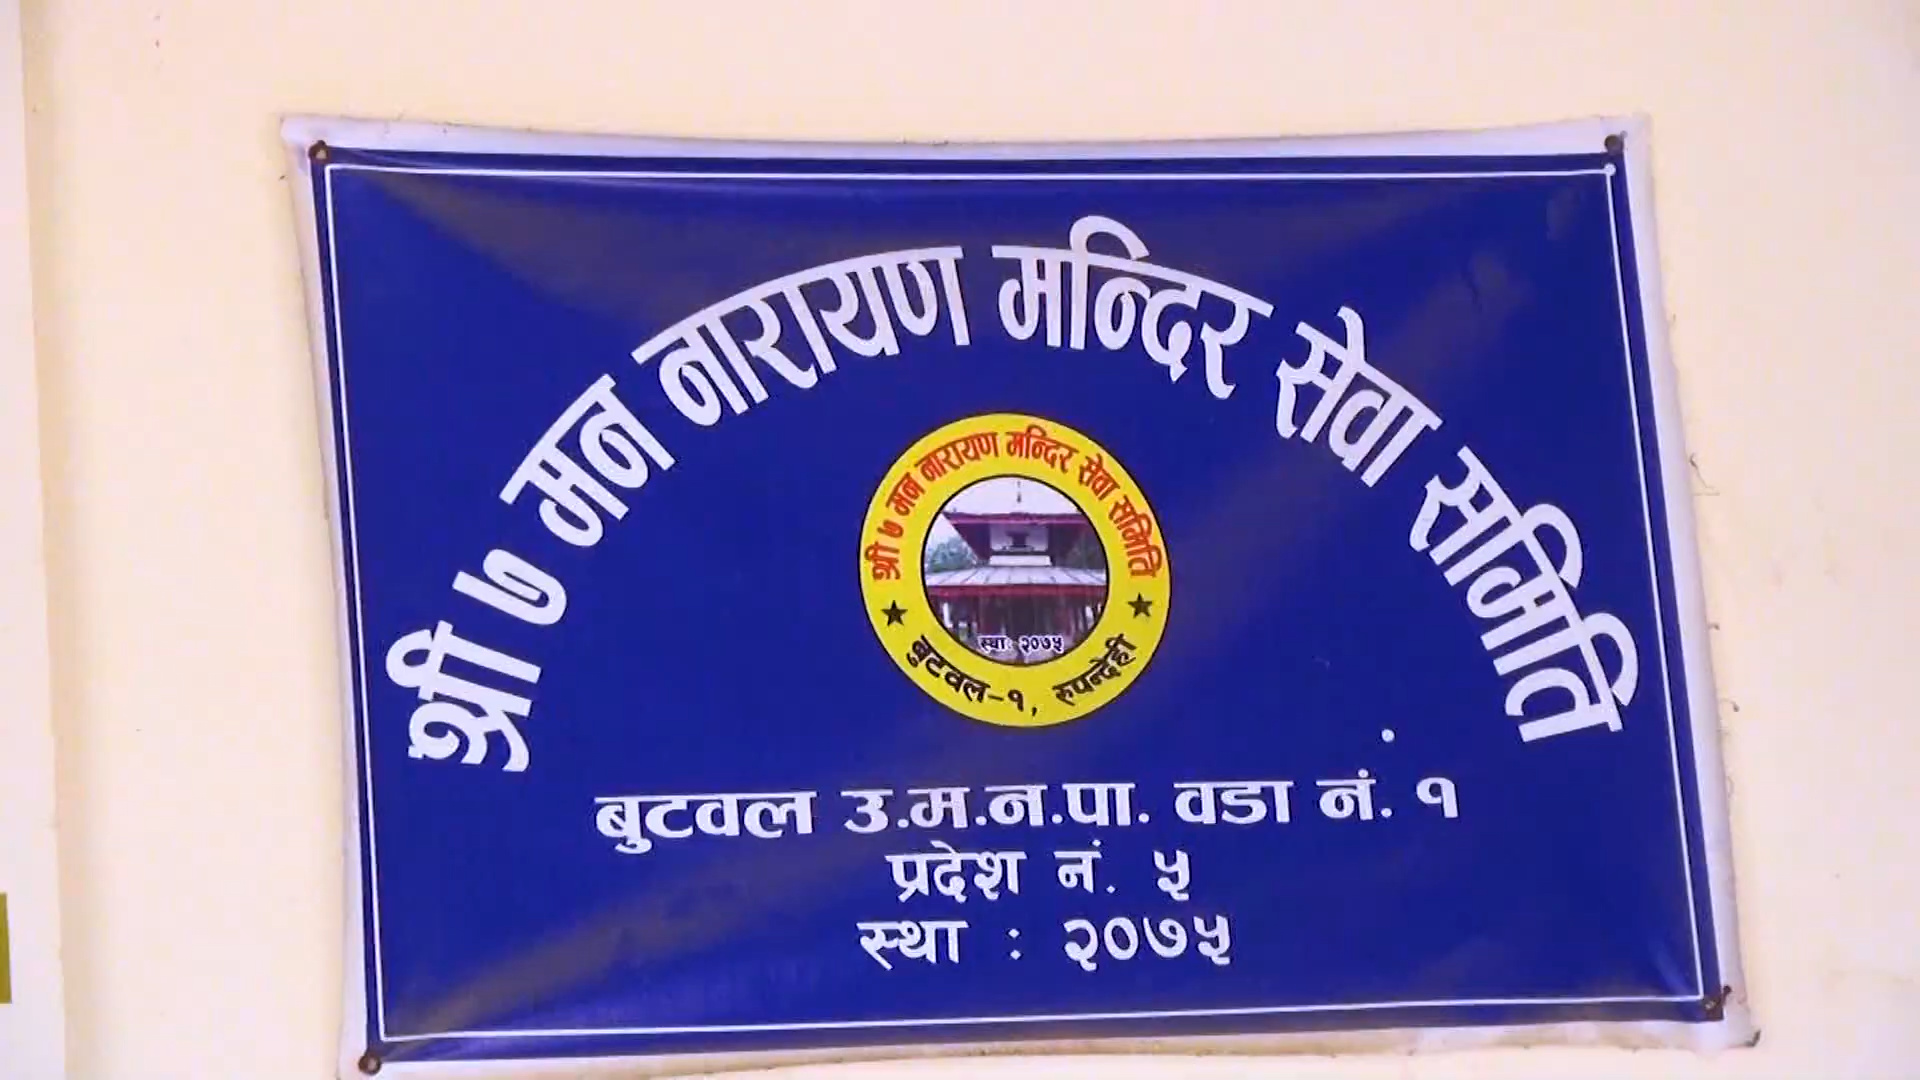 श्री ७ मन नारायण मन्दिर सेवा समिति
श्री ७ मन नारायण मन्दिर सेवा समिति
स्था: २०७५
बुटवल-१, रुपन्देही
बुटवल उ.म.न.पा. वडा नं. १
प्रदेश नं. ५
स्था : २०७५